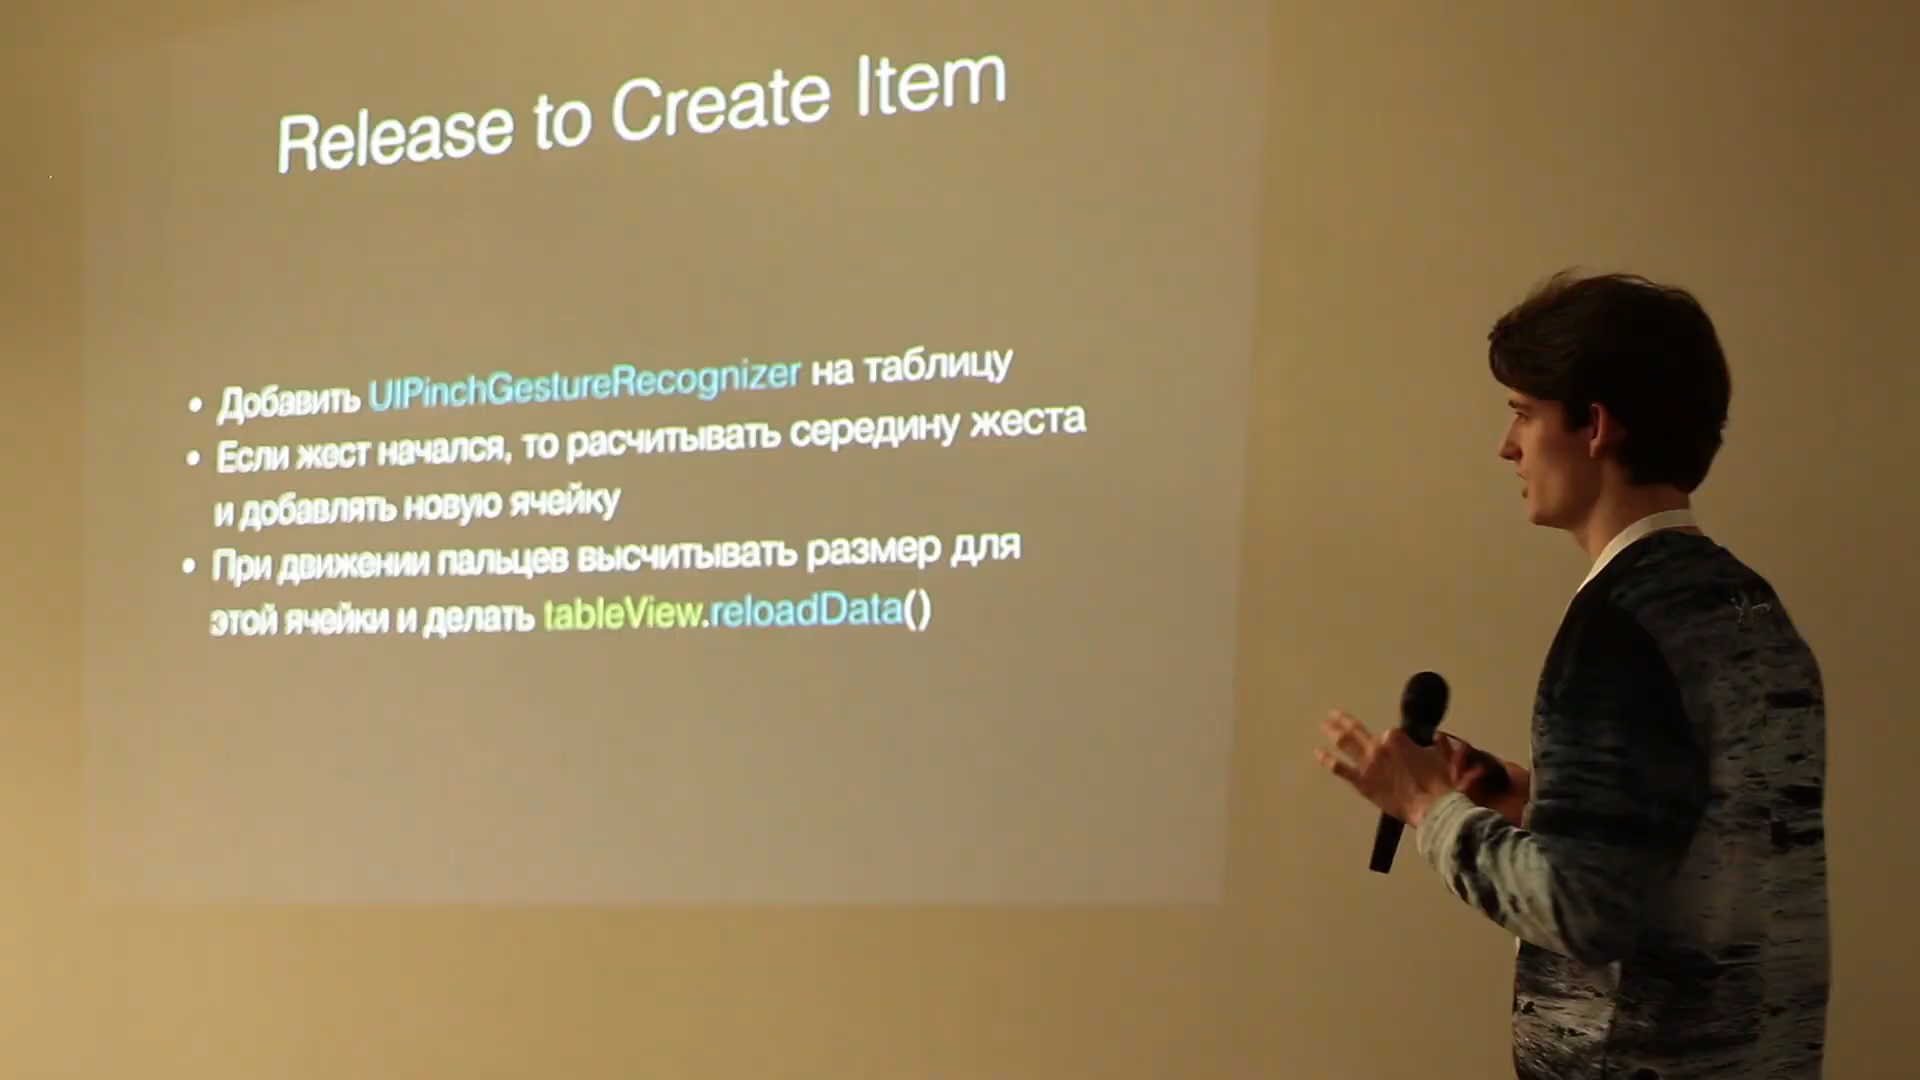 Release to Create Item
• Добавить UIPinchGestureRecognizer на таблицу
• Если жест начался, то расчитывать середину жеста
и добавлять новую ячейку
• При движении пальцев высчитывать размер для
этой ячейки и делать tableView.reloadData()